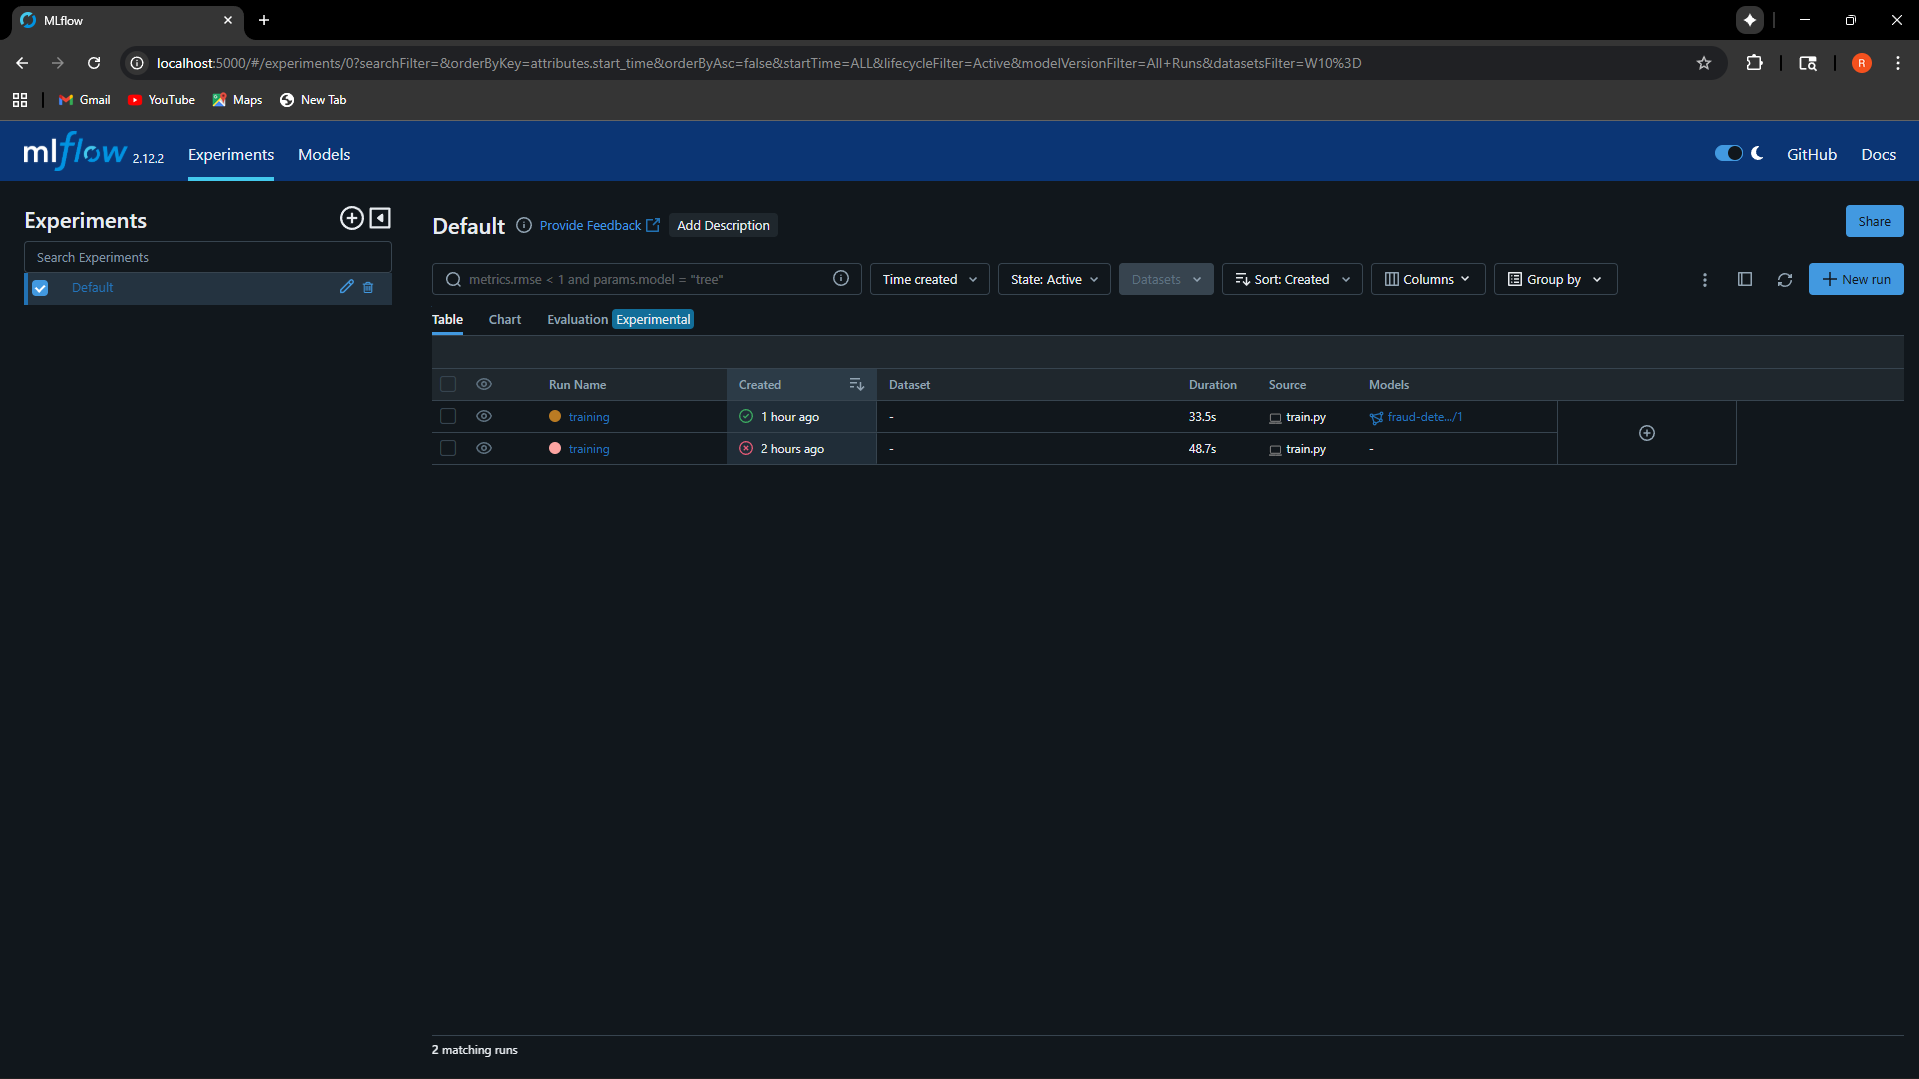 MLflow
localhost:5000/#/experiments/0?searchFilter=&orderByKey=attributes.start_time&orderByAsc=false&startTime=ALL&lifecycleFilter=Active&modelVersionFilter=All+Runs&datasetsFilter=W10%3D
R
Gmail YouTube Maps New Tab
mlflow 2.12.2 Experiments Models GitHub Docs
Experiments
Search Experiments
Default
Default Provide Feedback Add Description Share
metrics.rmse < 1 and params.model = "tree" Time created State: Active Datasets Sort: Created Columns Group by New run
Table Chart Evaluation Experimental
Run Name Created Dataset Duration Source Models
training 1 hour ago - 33.5s train.py fraud-dete.../1
training 2 hours ago - 48.7s train.py -
2 matching runs